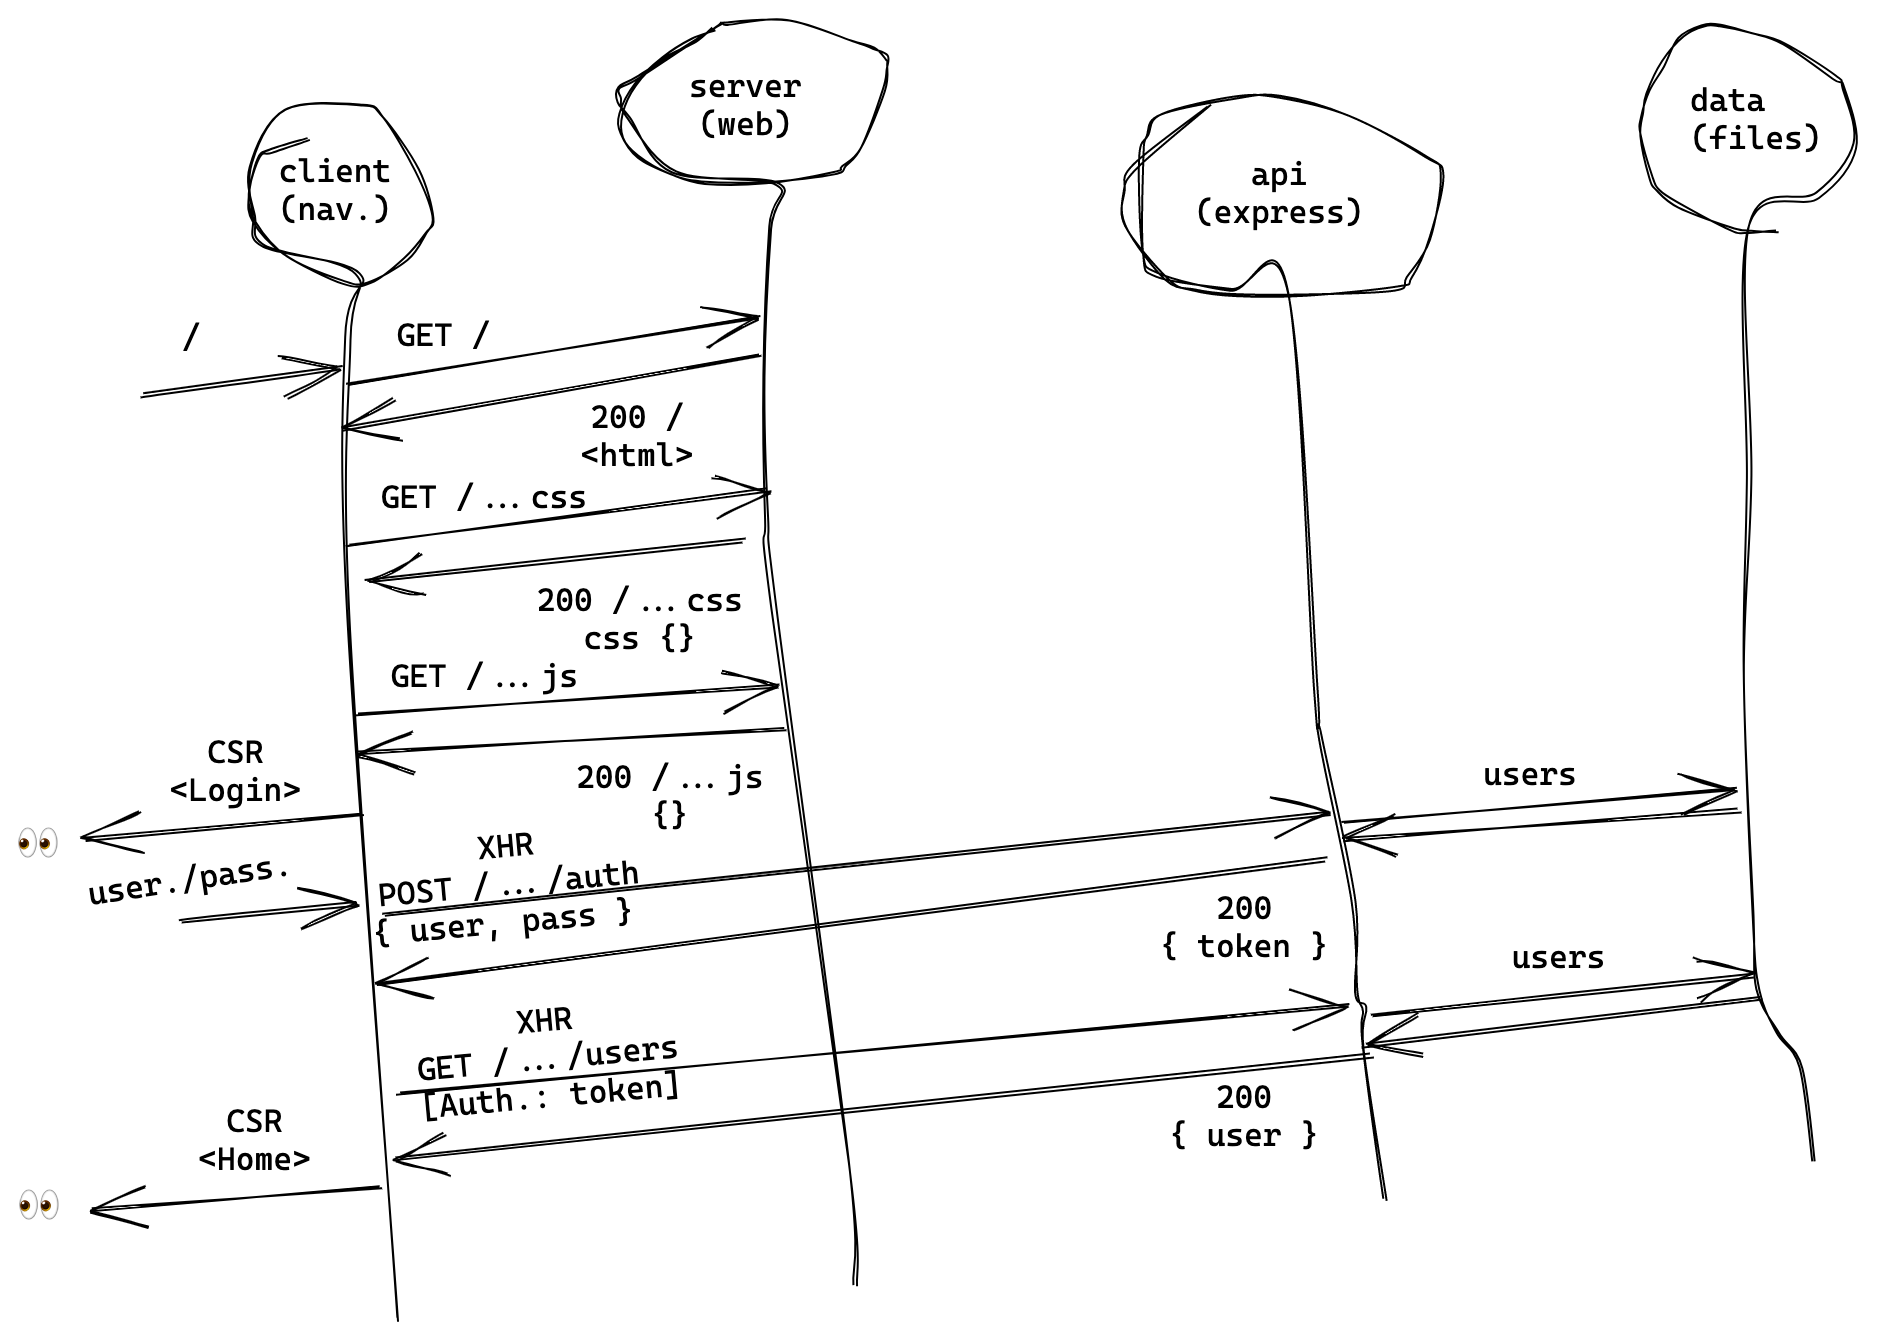 server
(web)
data
(files)
client
(nav.)
api
(express)
/
GET /
200 /
<html>
GET /...css
200 /...css
css {}
GET /...js
CSR
<Login>
200 /...js
{}
users
XHR
POST /.../auth
{ user, pass }
user./pass.
200
{ token }
users
XHR
GET /.../users
[Auth.: token]
200
{ user }
CSR
<Home>